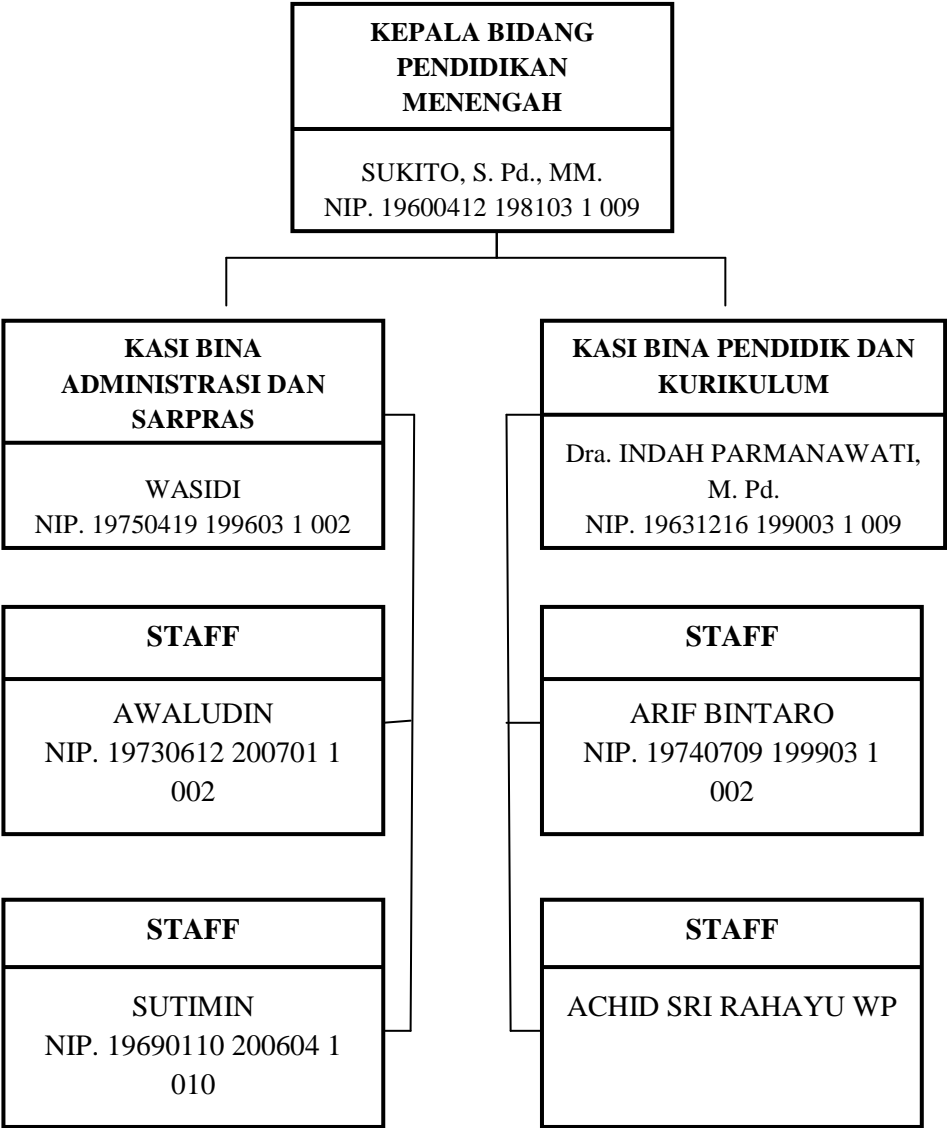 KEPALA BIDANG
PENDIDIKAN
MENENGAH
SUKITO, S. Pd., MM.
NIP. 19600412 198103 1 009
KASI BINA
ADMINISTRASI DAN
SARPRAS
WASIDI
NIP. 19750419 199603 1 002
KASI BINA PENDIDIK DAN
KURIKULUM
Dra. INDAH PARMANAWATI,
M. Pd.
NIP. 19631216 199003 1 009
STAFF
AWALUDIN
NIP. 19730612 200701 1
002
STAFF
ARIF BINTARO
NIP. 19740709 199903 1
002
STAFF
SUTIMIN
NIP. 19690110 200604 1
010
STAFF
ACHID SRI RAHAYU WP